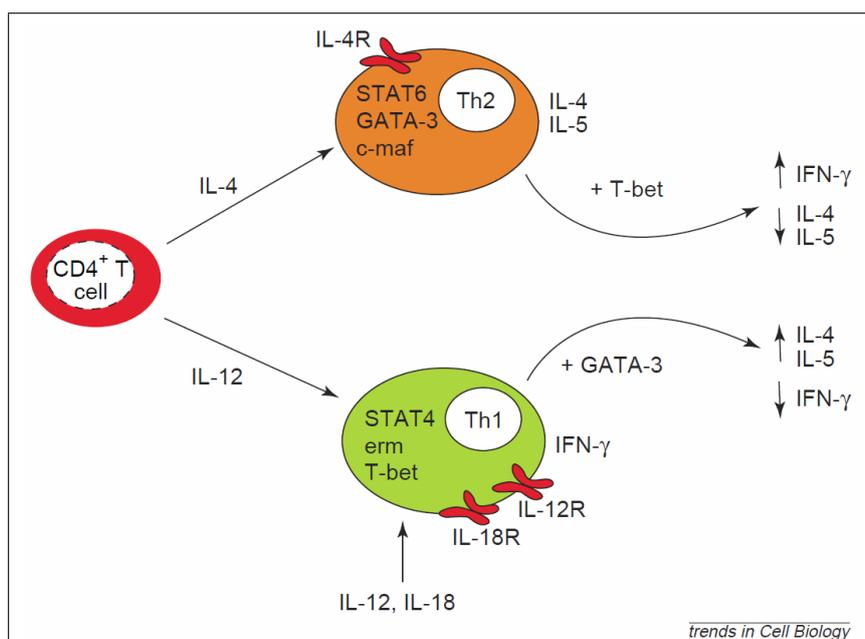 IL-4R
STAT6
GATA-3
c-maf
Th2
IL-4
IL-5
IL-4
+ T-bet
IFN-γ
IL-4
IL-5
CD4+ T
cell
IL-12
+ GATA-3
IL-4
IL-5
IFN-γ
STAT4
erm
T-bet
Th1
IFN-γ
IL-12R
IL-18R
IL-12, IL-18
trends in Cell Biology